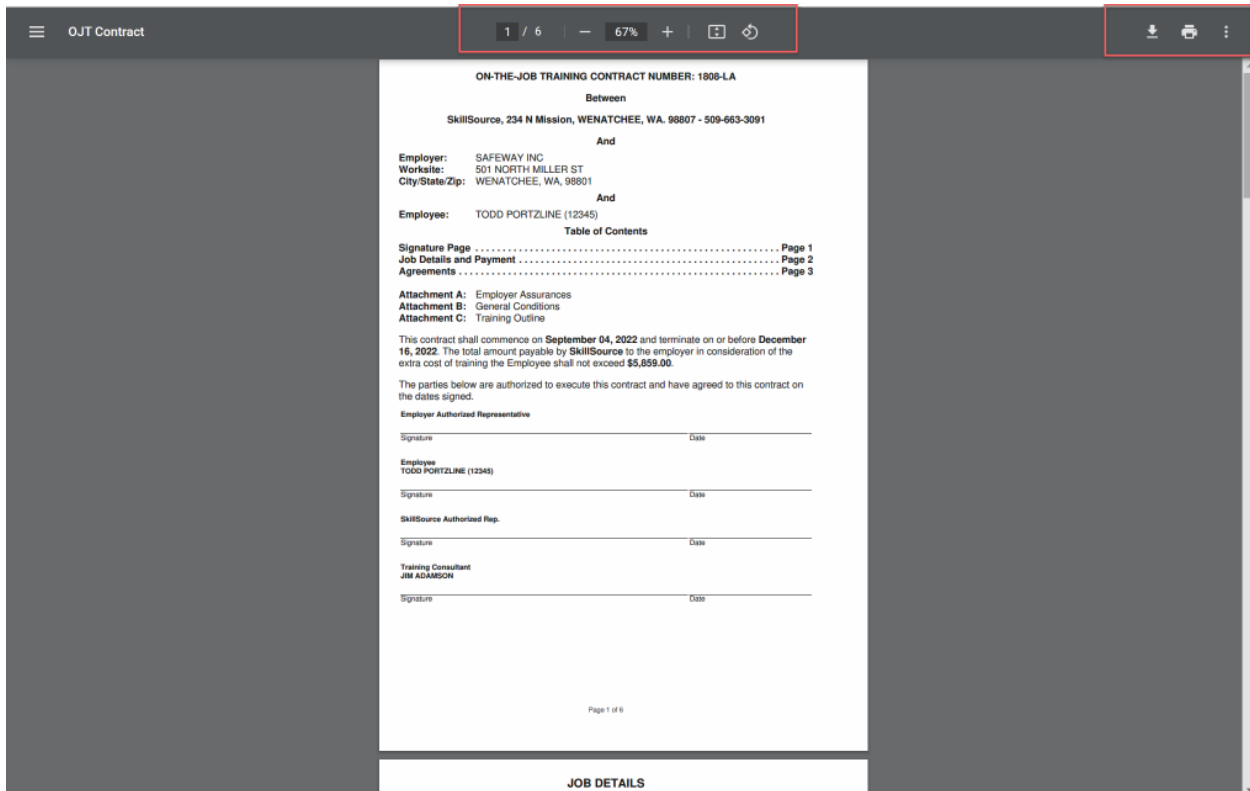 OJT Contract
1 / 6 67%
ON-THE-JOB TRAINING CONTRACT NUMBER: 1808-LA
Between
SkillSource, 234 N Mission, WENATCHEE, WA. 98807 - 509-663-3091
And
Employer: SAFEWAY INC
Worksite: 501 NORTH MILLER ST
City/State/Zip: WENATCHEE, WA, 98801
And
Employee: TODD PORTZLINE (12345)
Table of Contents
Signature Page . . . . . . . . . . . . . . . . . . . . . . . . . . . . . . . . . . . . . . . . . . . . . . . . . . . . . . . . Page 1
Job Details and Payment . . . . . . . . . . . . . . . . . . . . . . . . . . . . . . . . . . . . . . . . . . . . . . . . Page 2
Agreements . . . . . . . . . . . . . . . . . . . . . . . . . . . . . . . . . . . . . . . . . . . . . . . . . . . . . . . . . . . Page 3
Attachment A: Employer Assurances
Attachment B: General Conditions
Attachment C: Training Outline
This contract shall commence on September 04, 2022 and terminate on or before December
16, 2022. The total amount payable by SkillSource to the employer in consideration of the
extra cost of training the Employee shall not exceed $5,859.00.
The parties below are authorized to execute this contract and have agreed to this contract on
the dates signed.
Employer Authorized Representative
Signature Date
Employee
TODD PORTZLINE (12345)
Signature Date
SkillSource Authorized Rep.
Signature Date
Training Consultant
JIM ADAMSON
Signature Date
Page 1 of 6
JOB DETAILS